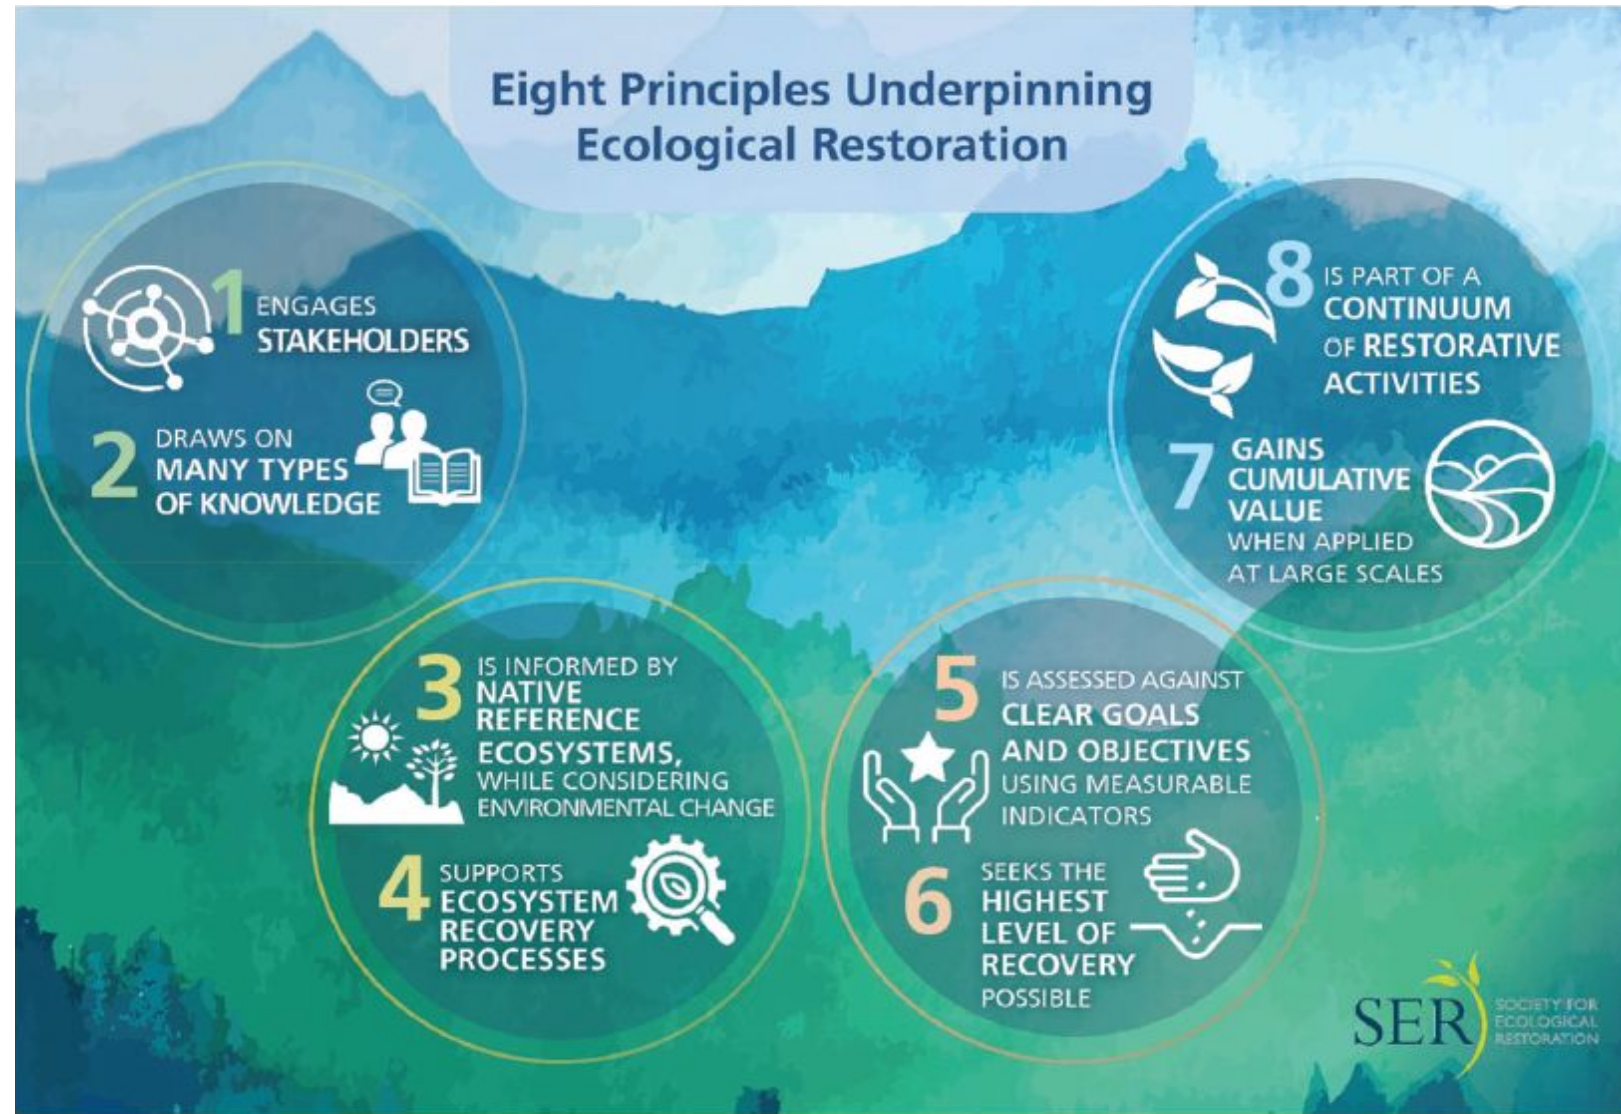 Eight Principles Underpinning
Ecological Restoration
1
ENGAGES
STAKEHOLDERS
2
DRAWS ON
MANY TYPES
OF KNOWLEDGE
3
IS INFORMED BY
NATIVE
REFERENCE
ECOSYSTEMS,
WHILE CONSIDERING
ENVIRONMENTAL CHANGE
4
SUPPORTS
ECOSYSTEM
RECOVERY
PROCESSES
5
IS ASSESSED AGAINST
CLEAR GOALS
AND OBJECTIVES
USING MEASURABLE
INDICATORS
6
SEEKS THE
HIGHEST
LEVEL OF
RECOVERY
POSSIBLE
7
GAINS
CUMULATIVE
VALUE
WHEN APPLIED
AT LARGE SCALES
8
IS PART OF A
CONTINUUM
OF RESTORATIVE
ACTIVITIES
SER
SOCIETY FOR
ECOLOGICAL
RESTORATION